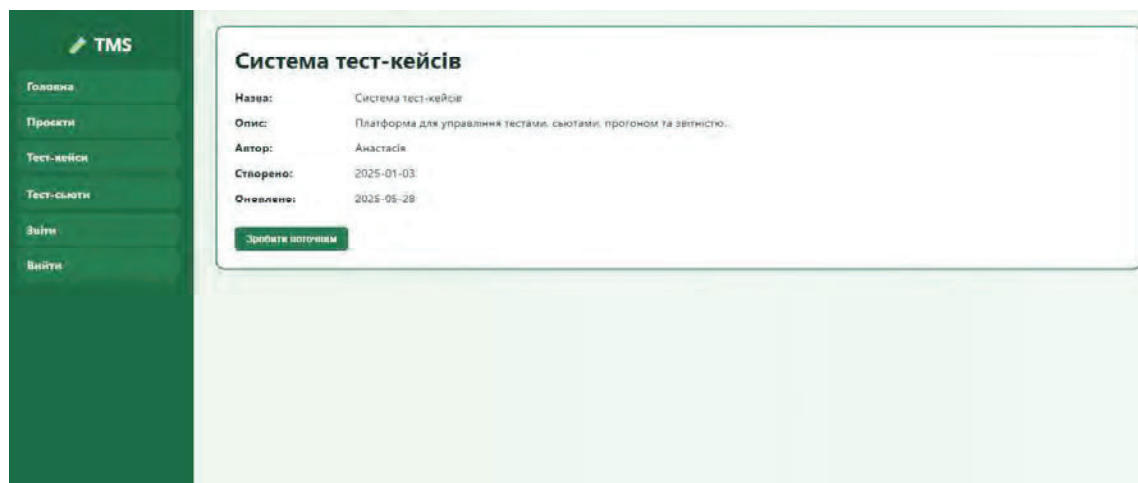 TMS
Головна
Проєкти
Тест-кейси
Тест-сьюти
Звіти
Вийти
Система тест-кейсів
Назва: Система тест-кейсів
Опис: Платформа для управління тестами, сьютами, прогоном та звітністю..
Автор: Анастасія
Створено: 2025-01-03
Оновлено: 2025-05-28
Зробити поточним